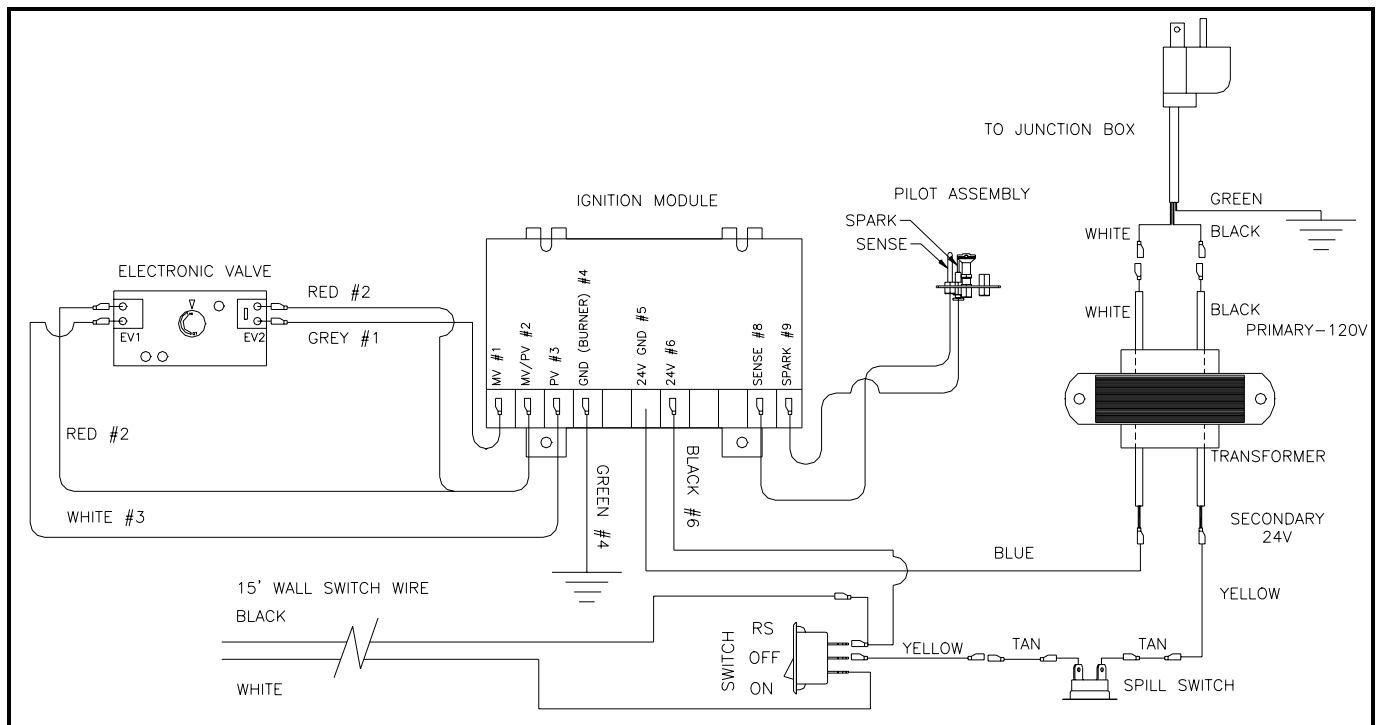 TO JUNCTION BOX
GREEN
WHITE
BLACK
WHITE
BLACK
PRIMARY-120V
TRANSFORMER
SECONDARY
24V
PILOT ASSEMBLY
SPARK
SENSE
IGNITION MODULE
MV #1
MV/PV #2
PV #3
GND (BURNER) #4
24V GND #5
24V #6
SENSE #8
SPARK #9
ELECTRONIC VALVE
EV1
EV2
RED #2
GREY #1
RED #2
WHITE #3
GREEN #4
BLACK #6
BLUE
YELLOW
15' WALL SWITCH WIRE
BLACK
WHITE
SWITCH
RS
OFF
ON
YELLOW
TAN
TAN
SPILL SWITCH